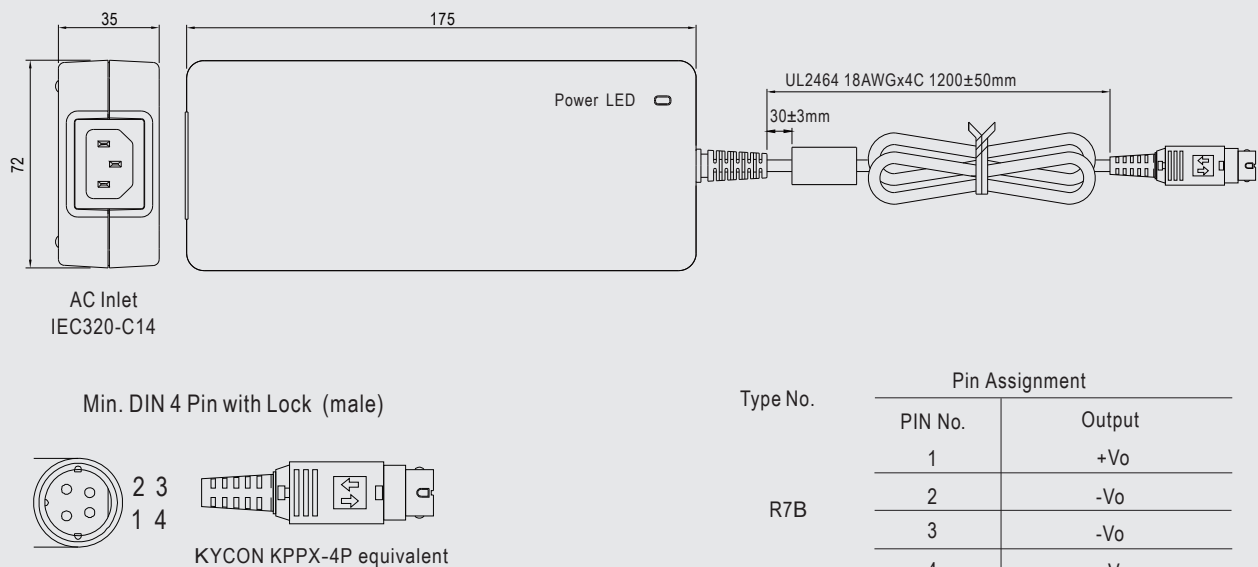 35
175
72
Power LED
UL2464 18AWGx4C 1200±50mm
30±3mm
AC Inlet
IEC320-C14
Min. DIN 4 Pin with Lock (male)
2 3
1 4
KYCON KPPX-4P equivalent
Type No.
Pin Assignment
PIN No.
Output
1
+Vo
R7B
2
-Vo
3
-Vo